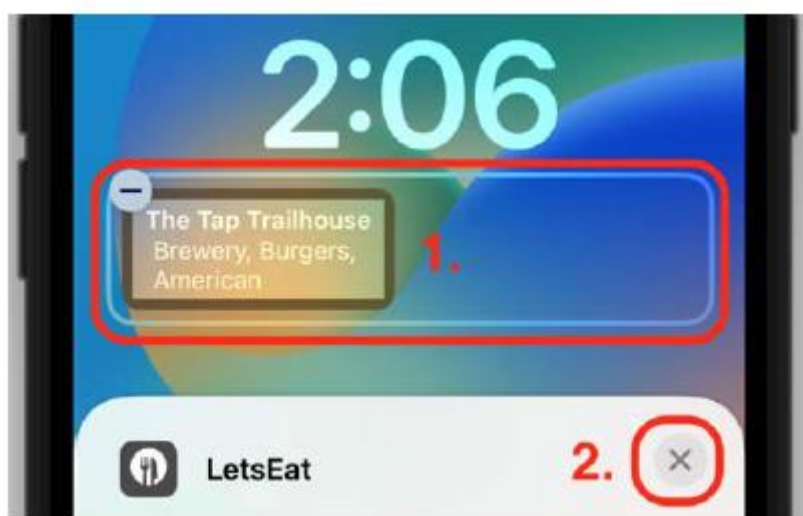 2:06
The Tap Trailhouse
Brewery, Burgers,
American
1.
LetsEat
2.